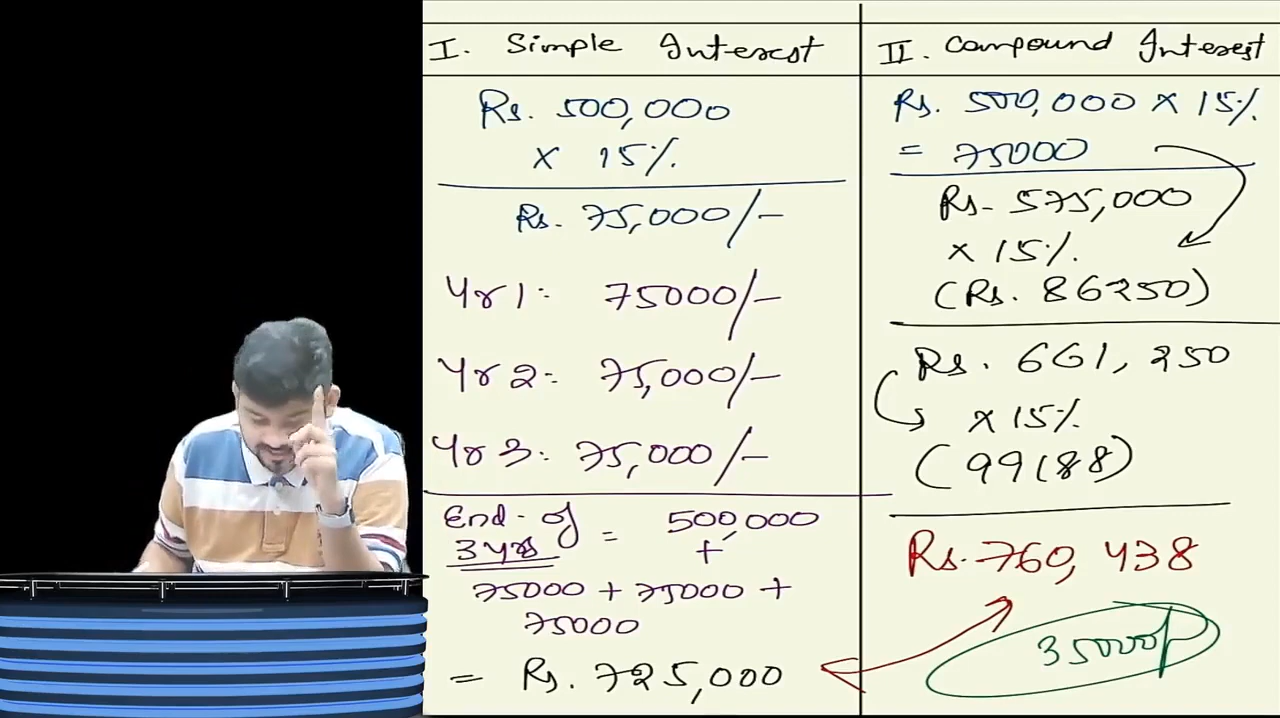 I. Simple Interest
Rs. 500,000
x 15%
Rs. 75,000/-
Yr 1: 75000/-
Yr 2: 75,000/-
Yr 3: 75,000/-
End of = 500,000
3 yrs +
75000 + 75000 +
75000
= Rs. 725,000
II. Compound Interest
Rs. 500,000 x 15%
= 75000
Rs. 575,000
x 15%.
(Rs. 86250)
Rs. 661,250
x 15%
(99188)
Rs. 760,438